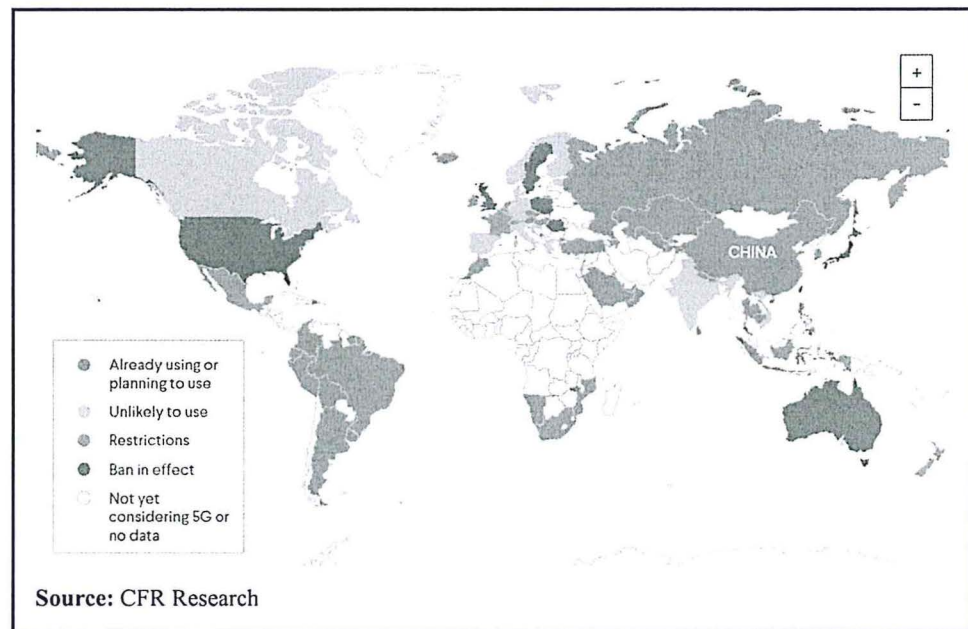 +
-
CHINA
Already using or
planning to use
Unlikely to use
Restrictions
Ban in effect
Not yet
considering 5G or
no data
Source: CFR Research